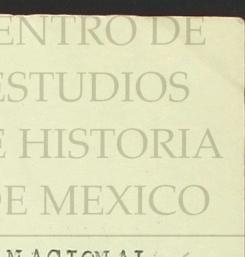 ENTRO DE
ESTUDIOS
E HISTORIA
DE MEXICO
NACIONAL